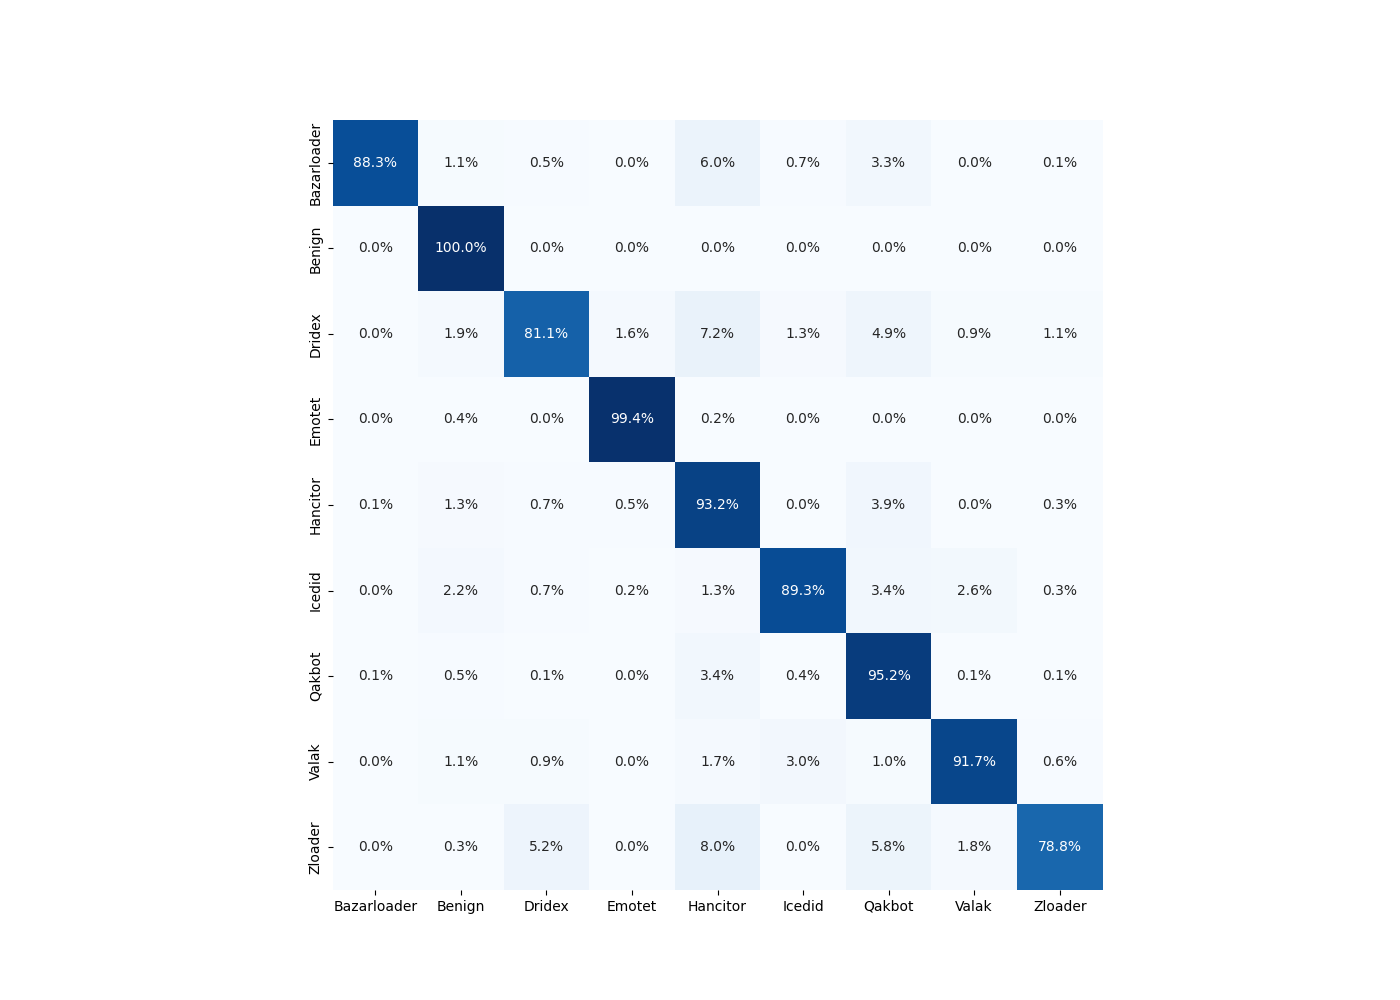 Bazarloader 88.3% 1.1% 0.5% 0.0% 6.0% 0.7% 3.3% 0.0% 0.1%
Benign 0.0% 100.0% 0.0% 0.0% 0.0% 0.0% 0.0% 0.0% 0.0%
Dridex 0.0% 1.9% 81.1% 1.6% 7.2% 1.3% 4.9% 0.9% 1.1%
Emotet 0.0% 0.4% 0.0% 99.4% 0.2% 0.0% 0.0% 0.0% 0.0%
Hancitor 0.1% 1.3% 0.7% 0.5% 93.2% 0.0% 3.9% 0.0% 0.3%
Icedid 0.0% 2.2% 0.7% 0.2% 1.3% 89.3% 3.4% 2.6% 0.3%
Qakbot 0.1% 0.5% 0.1% 0.0% 3.4% 0.4% 95.2% 0.1% 0.1%
Valak 0.0% 1.1% 0.9% 0.0% 1.7% 3.0% 1.0% 91.7% 0.6%
Zloader 0.0% 0.3% 5.2% 0.0% 8.0% 0.0% 5.8% 1.8% 78.8%
Bazarloader Benign Dridex Emotet Hancitor Icedid Qakbot Valak Zloader